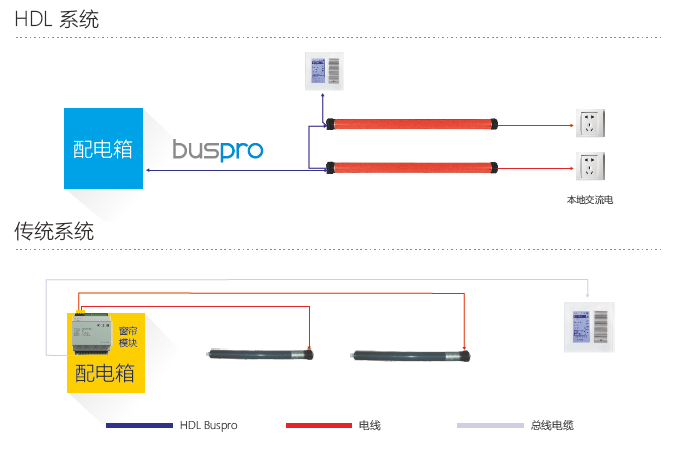 HDL 系统
配电箱
buspro
本地交流电
传统系统
窗帘
模块
配电箱
HDL Buspro
电线
总线电缆